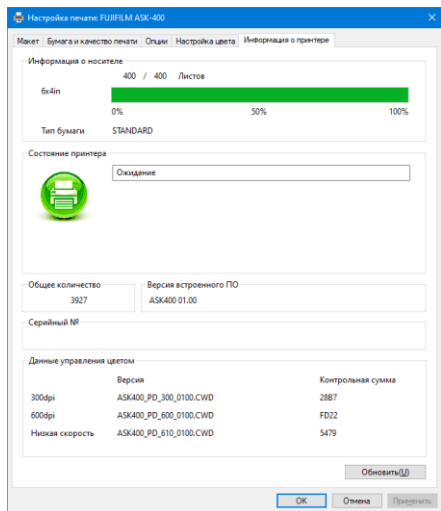 Настройка печати: FUJIFILM ASK-400
Макет Бумага и качество печати Опции Настройка цвета Информация о принтере
Информация о носителе
400 / 400 Листов
6x4in
0% 50% 100%
Тип бумаги STANDARD
Состояние принтера
Ожидание
Общее количество Версия встроенного ПО
3927 ASK400 01.00
Серийный №
Данные управления цветом
Версия Контрольная сумма
300dpi ASK400_PD_300_0100.CWD 28B7
600dpi ASK400_PD_600_0100.CWD FD22
Низкая скорость ASK400_PD_610_0100.CWD 5479
Обновить(U)
OK Отмена Применить